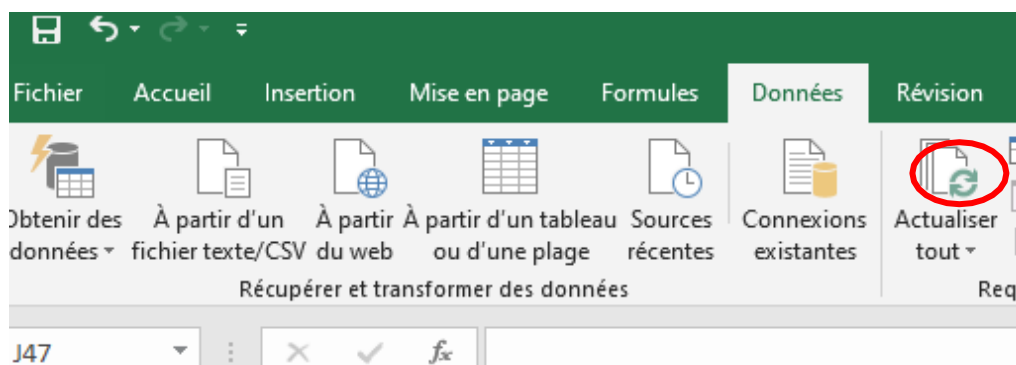 Fichier Accueil Insertion Mise en page Formules Données Révision
Obtenir des À partir d'un À partir À partir d'un tableau Sources Connexions Actualiser
données fichier texte/CSV du web ou d'une plage récentes existantes tout
Récupérer et transformer des données Req
J47 fx